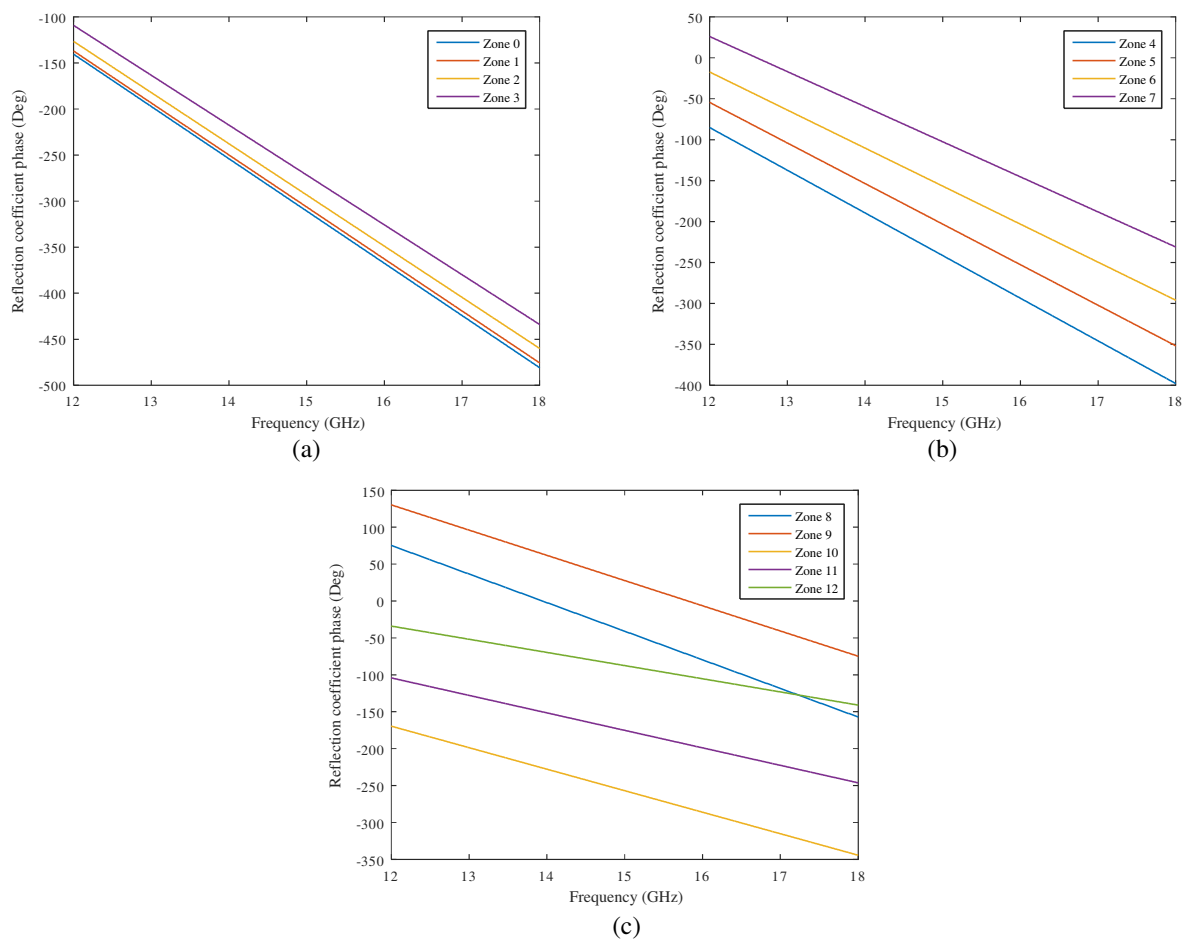 -100
-150
-200
-250
-300
-350
-400
-450
-500
12
13
14
15
16
17
18
Reflection coefficient phase (Deg)
Frequency (GHz)
Zone 0
Zone 1
Zone 2
Zone 3
(a)
50
0
-50
-100
-150
-200
-250
-300
-350
-400
12
13
14
15
16
17
18
Reflection coefficient phase (Deg)
Frequency (GHz)
Zone 4
Zone 5
Zone 6
Zone 7
(b)
150
100
50
0
-50
-100
-150
-200
-250
-300
-350
12
13
14
15
16
17
18
Reflection coefficient phase (Deg)
Frequency (GHz)
Zone 8
Zone 9
Zone 10
Zone 11
Zone 12
(c)